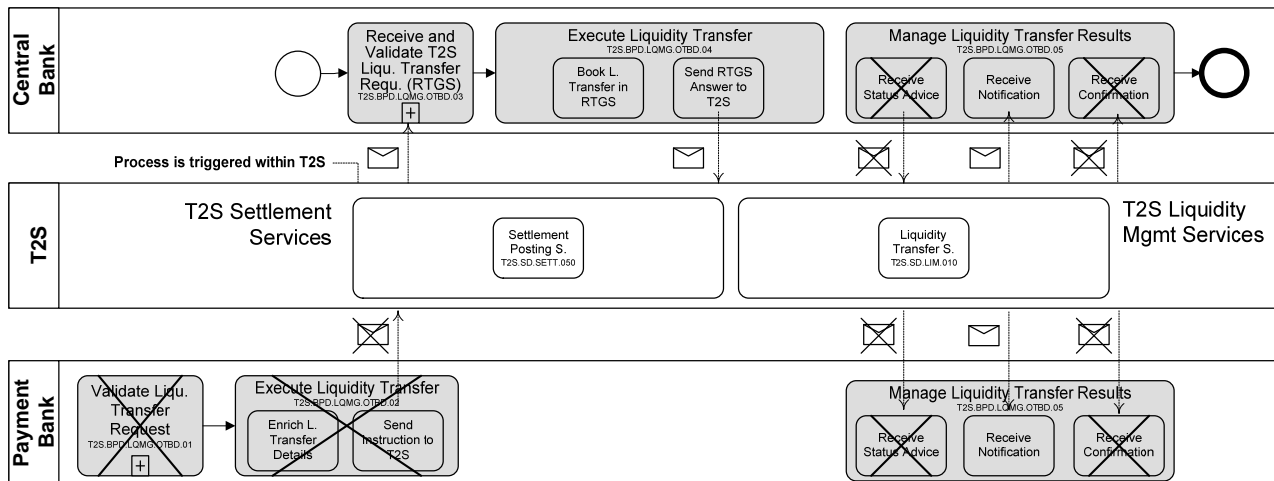 Central
Bank
Receive and
Validate T2S
Liqu. Transfer
Requ. (RTGS)
T2S.BPD.LQMG.OTBD.03
+
Execute Liquidity Transfer
T2S.BPD.LQMG.OTBD.04
Book L.
Transfer in
RTGS
Send RTGS
Answer to
T2S
Manage Liquidity Transfer Results
T2S.BPD.LQMG.OTBD.05
Receive
Status Advice
Receive
Notification
Receive
Confirmation
Process is triggered within T2S
T2S
T2S Settlement
Services
Settlement
Posting S.
T2S.SD.SETT.050
Liquidity
Transfer S.
T2S.SD.LIM.010
T2S Liquidity
Mgmt Services
Payment
Bank
Validate Liqu.
Transfer
Request
T2S.BPD.LQMG.OTBD.01
+
Execute Liquidity Transfer
T2S.BPD.LQMG.OTBD.02
Enrich L.
Transfer
Details
Send
Instruction to
T2S
Manage Liquidity Transfer Results
T2S.BPD.LQMG.OTBD.05
Receive
Status Advice
Receive
Notification
Receive
Confirmation